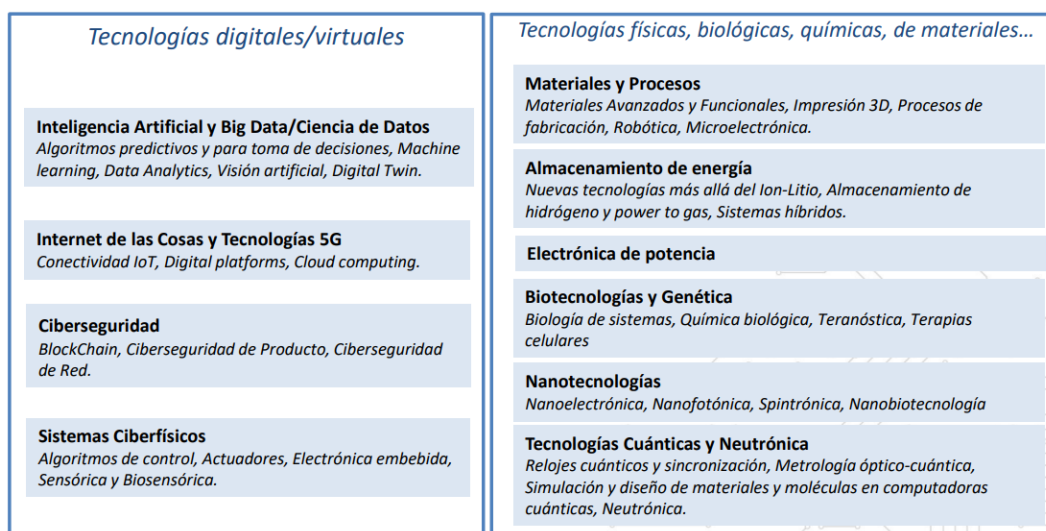 Tecnologías digitales/virtuales
Inteligencia Artificial y Big Data/Ciencia de Datos
Algoritmos predictivos y para toma de decisiones, Machine
learning, Data Analytics, Visión artificial, Digital Twin.
Internet de las Cosas y Tecnologías 5G
Conectividad IoT, Digital platforms, Cloud computing.
Ciberseguridad
BlockChain, Ciberseguridad de Producto, Ciberseguridad
de Red.
Sistemas Ciberfísicos
Algoritmos de control, Actuadores, Electrónica embebida,
Sensórica y Biosensórica.
Tecnologías físicas, biológicas, químicas, de materiales…
Materiales y Procesos
Materiales Avanzados y Funcionales, Impresión 3D, Procesos de
fabricación, Robótica, Microelectrónica.
Almacenamiento de energía
Nuevas tecnologías más allá del Ion-Litio, Almacenamiento de
hidrógeno y power to gas, Sistemas híbridos.
Electrónica de potencia
Biotecnologías y Genética
Biología de sistemas, Química biológica, Teranóstica, Terapias
celulares
Nanotecnologías
Nanoelectrónica, Nanofotónica, Spintrónica, Nanobiotecnología
Tecnologías Cuánticas y Neutrónica
Relojes cuánticos y sincronización, Metrología óptico-cuántica,
Simulación y diseño de materiales y moléculas en computadoras
cuánticas, Neutrónica.